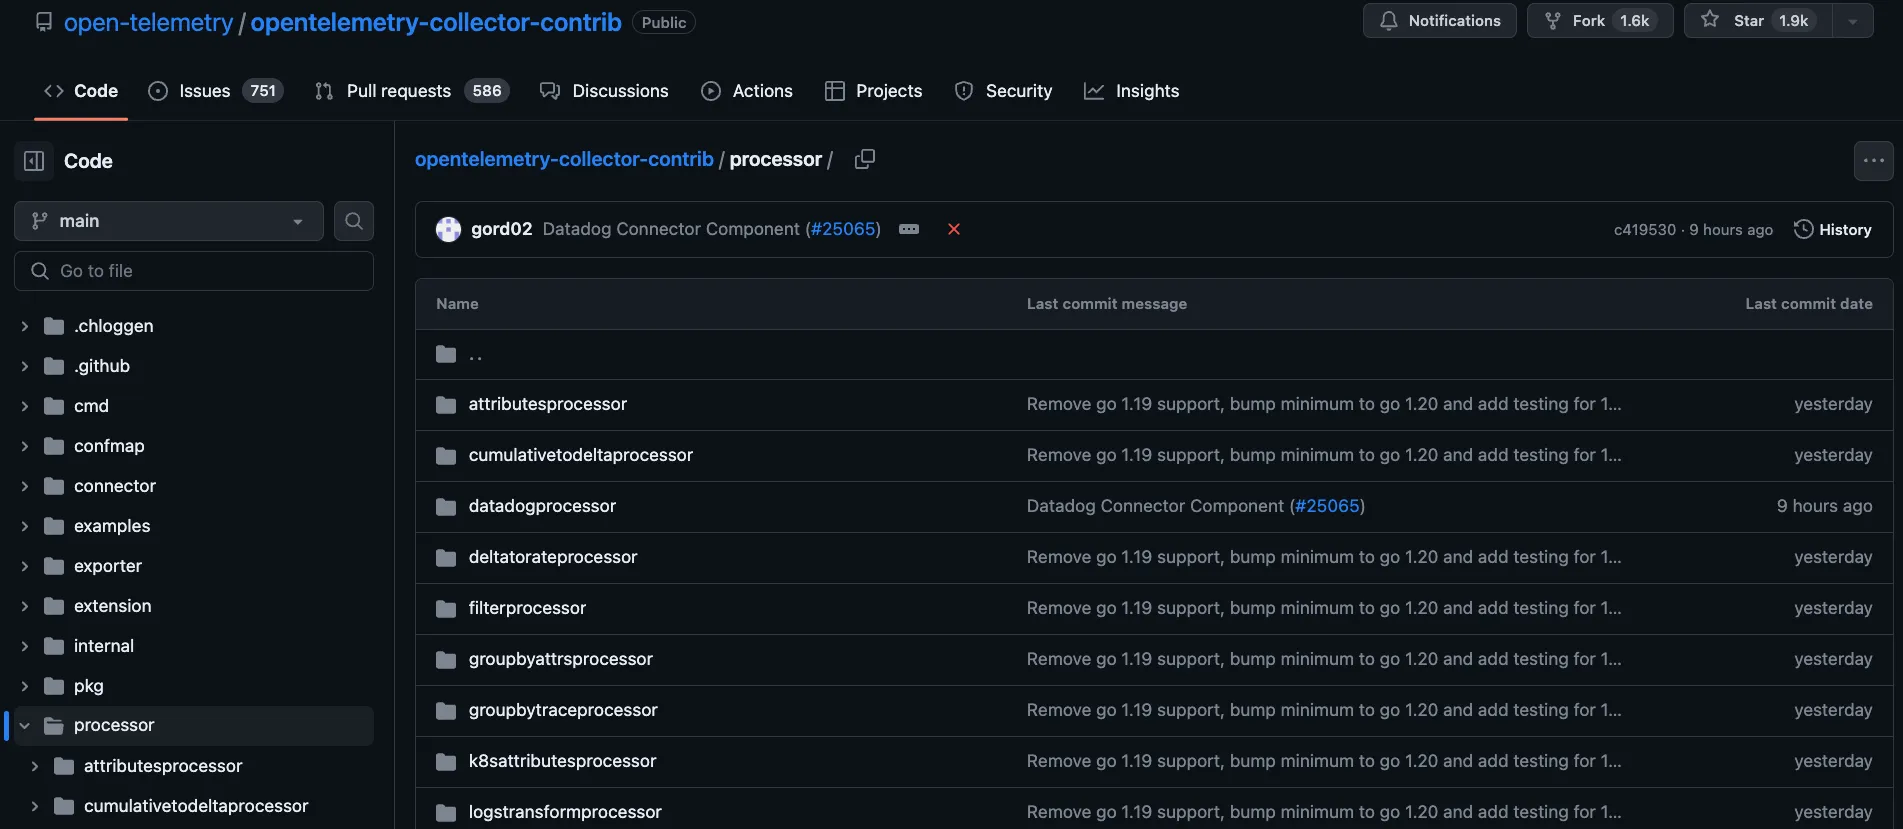 open-telemetry / opentelemetry-collector-contrib Public
Notifications Fork 1.6k Star 1.9k
Code Issues 751 Pull requests 586 Discussions Actions Projects Security Insights
Code
main
Go to file
.chloggen
.github
cmd
confmap
connector
examples
exporter
extension
internal
pkg
processor
attributesprocessor
cumulativetodeltaprocessor
opentelemetry-collector-contrib / processor /
gord02 Datadog Connector Component (#25065) c419530 · 9 hours ago History
Name Last commit message Last commit date
..
attributesprocessor Remove go 1.19 support, bump minimum to go 1.20 and add testing for 1... yesterday
cumulativetodeltaprocessor Remove go 1.19 support, bump minimum to go 1.20 and add testing for 1... yesterday
datadogprocessor Datadog Connector Component (#25065) 9 hours ago
deltatorateprocessor Remove go 1.19 support, bump minimum to go 1.20 and add testing for 1... yesterday
filterprocessor Remove go 1.19 support, bump minimum to go 1.20 and add testing for 1... yesterday
groupbyattrsprocessor Remove go 1.19 support, bump minimum to go 1.20 and add testing for 1... yesterday
groupbytraceprocessor Remove go 1.19 support, bump minimum to go 1.20 and add testing for 1... yesterday
k8sattributesprocessor Remove go 1.19 support, bump minimum to go 1.20 and add testing for 1... yesterday
logstransformprocessor Remove go 1.19 support, bump minimum to go 1.20 and add testing for 1... yesterday